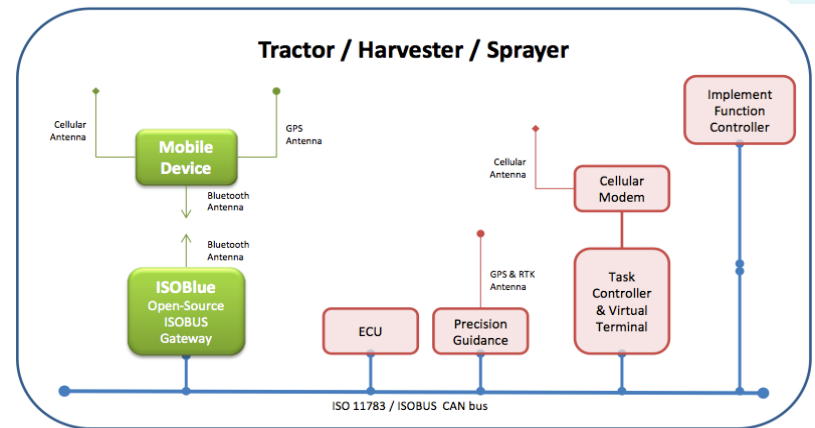 Tractor / Harvester / Sprayer
Cellular
Antenna
Mobile
Device
GPS
Antenna
Bluetooth
Antenna
Bluetooth
Antenna
ISOBlue
Open-Source
ISOBUS
Gateway
ECU
GPS & RTK
Antenna
Precision
Guidance
Cellular
Antenna
Cellular
Modem
Task
Controller
& Virtual
Terminal
Implement
Function
Controller
ISO 11783 / ISOBUS CAN bus